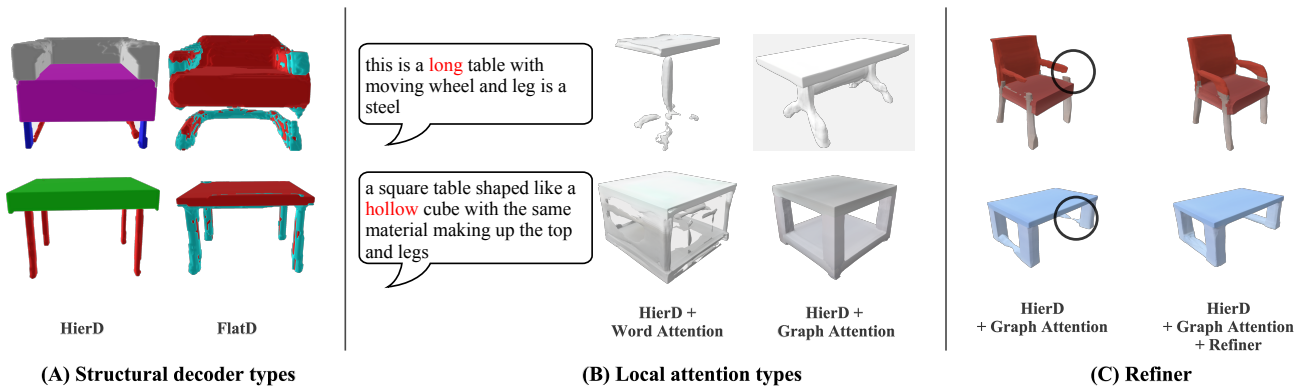 this is a long table with
moving wheel and leg is a
steel
a square table shaped like a
hollow cube with the same
material making up the top
and legs
HierD
FlatD
HierD +
Word Attention
HierD +
Graph Attention
HierD
+ Graph Attention
HierD
+ Graph Attention
+ Refiner
(A) Structural decoder types
(B) Local attention types
(C) Refiner